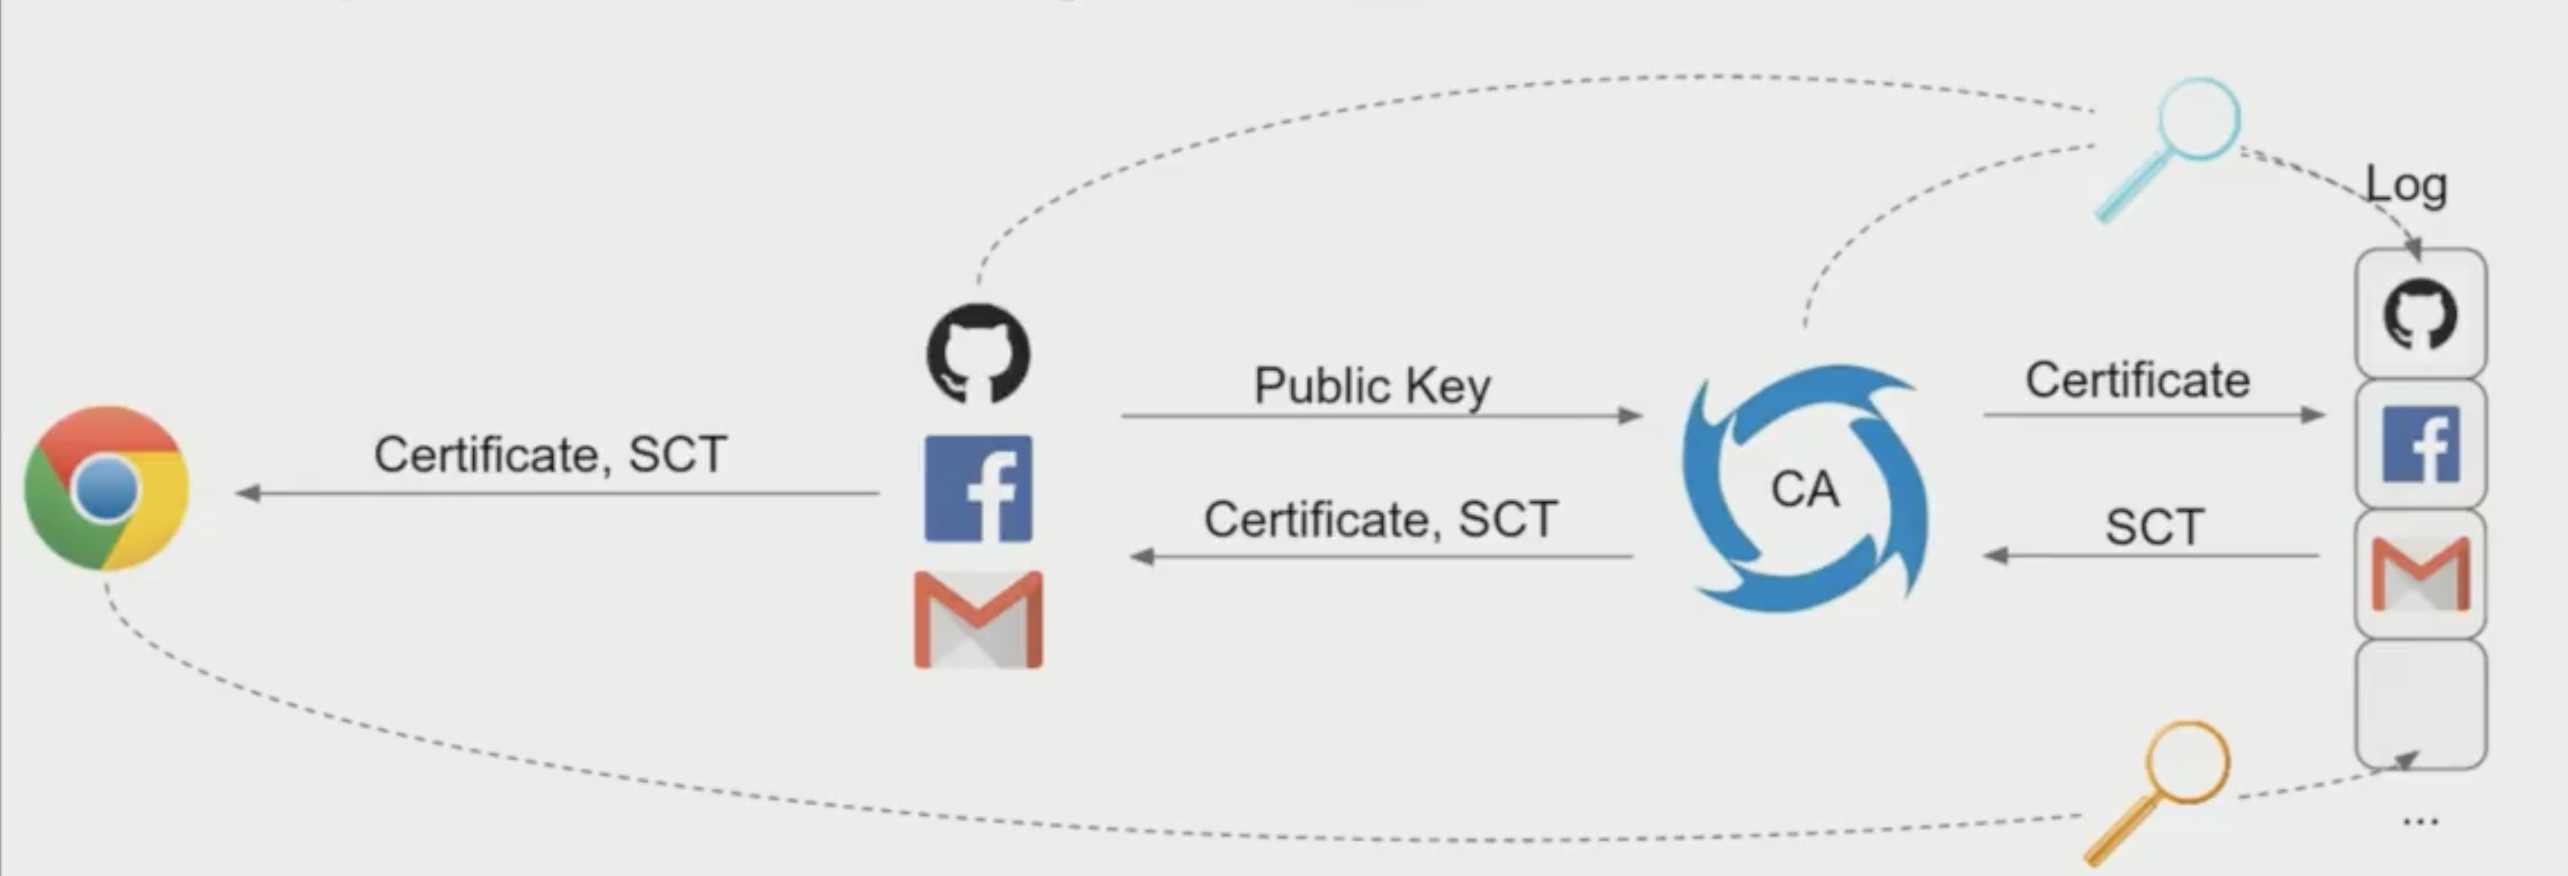 Log
Public Key
Certificate
Certificate, SCT
CA
Certificate, SCT
SCT
...